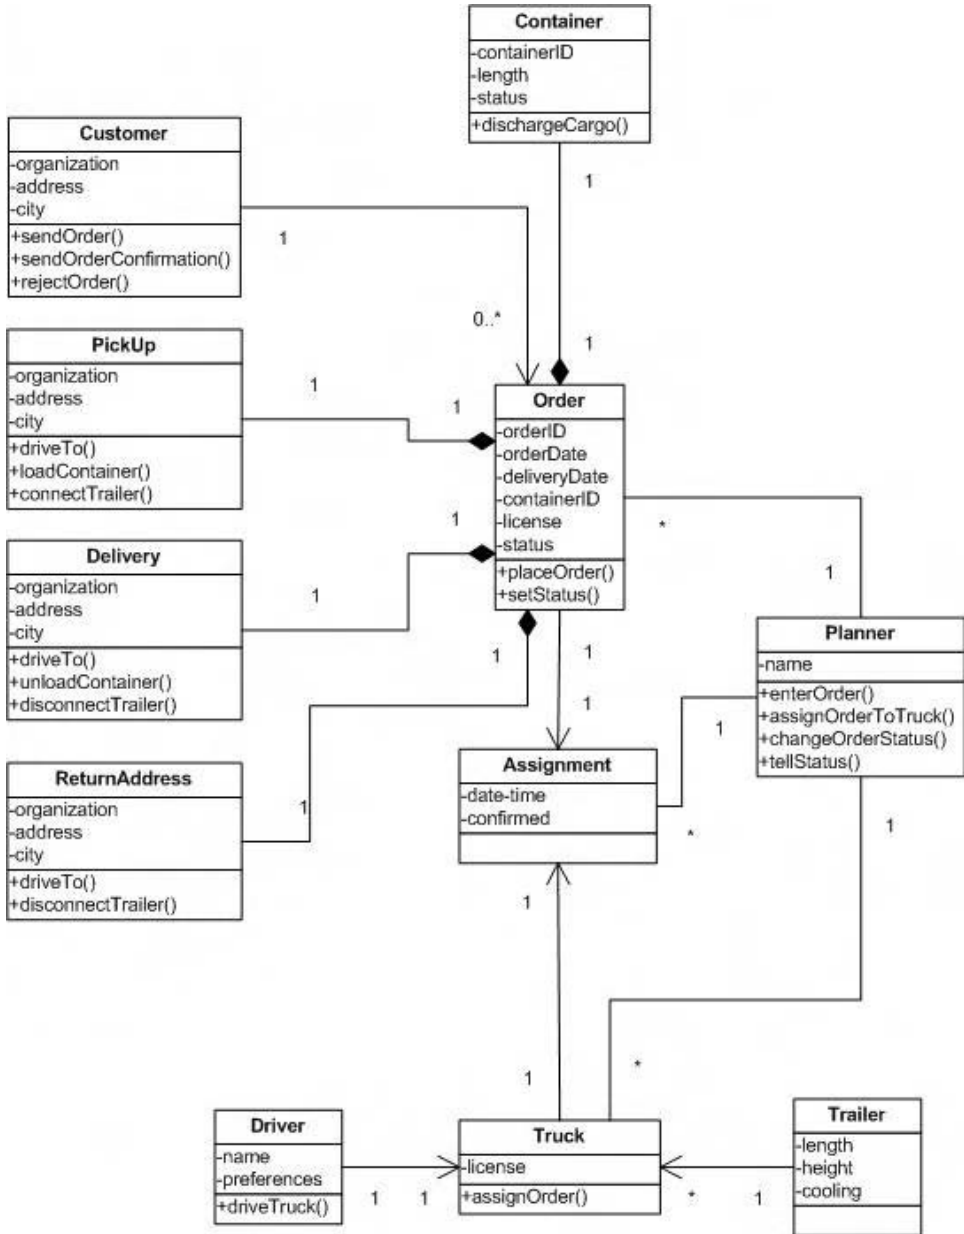 Container
-containerID
-length
-status
+dischargeCargo()
1
Customer
-organization
-address
-city
+sendOrder()
+sendOrderConfirmation()
+rejectOrder()
1
0..*
1
PickUp
-organization
-address
-city
+driveTo()
+loadContainer()
+connectTrailer()
1
1
Order
-orderID
-orderDate
-deliveryDate
-containerID
-license
-status
+placeOrder()
+setStatus()
*
1
1
Delivery
-organization
-address
-city
+driveTo()
+unloadContainer()
+disconnectTrailer()
1
1
1
Planner
-name
+enterOrder()
+assignOrderToTruck()
+changeOrderStatus()
+tellStatus()
1
1
*
1
ReturnAddress
-organization
-address
-city
+driveTo()
+disconnectTrailer()
1
Assignment
-date-time
-confirmed
1
1
*
Driver
-name
-preferences
+driveTruck()
1
1
Truck
-license
+assignOrder()
*
1
Trailer
-length
-height
-cooling